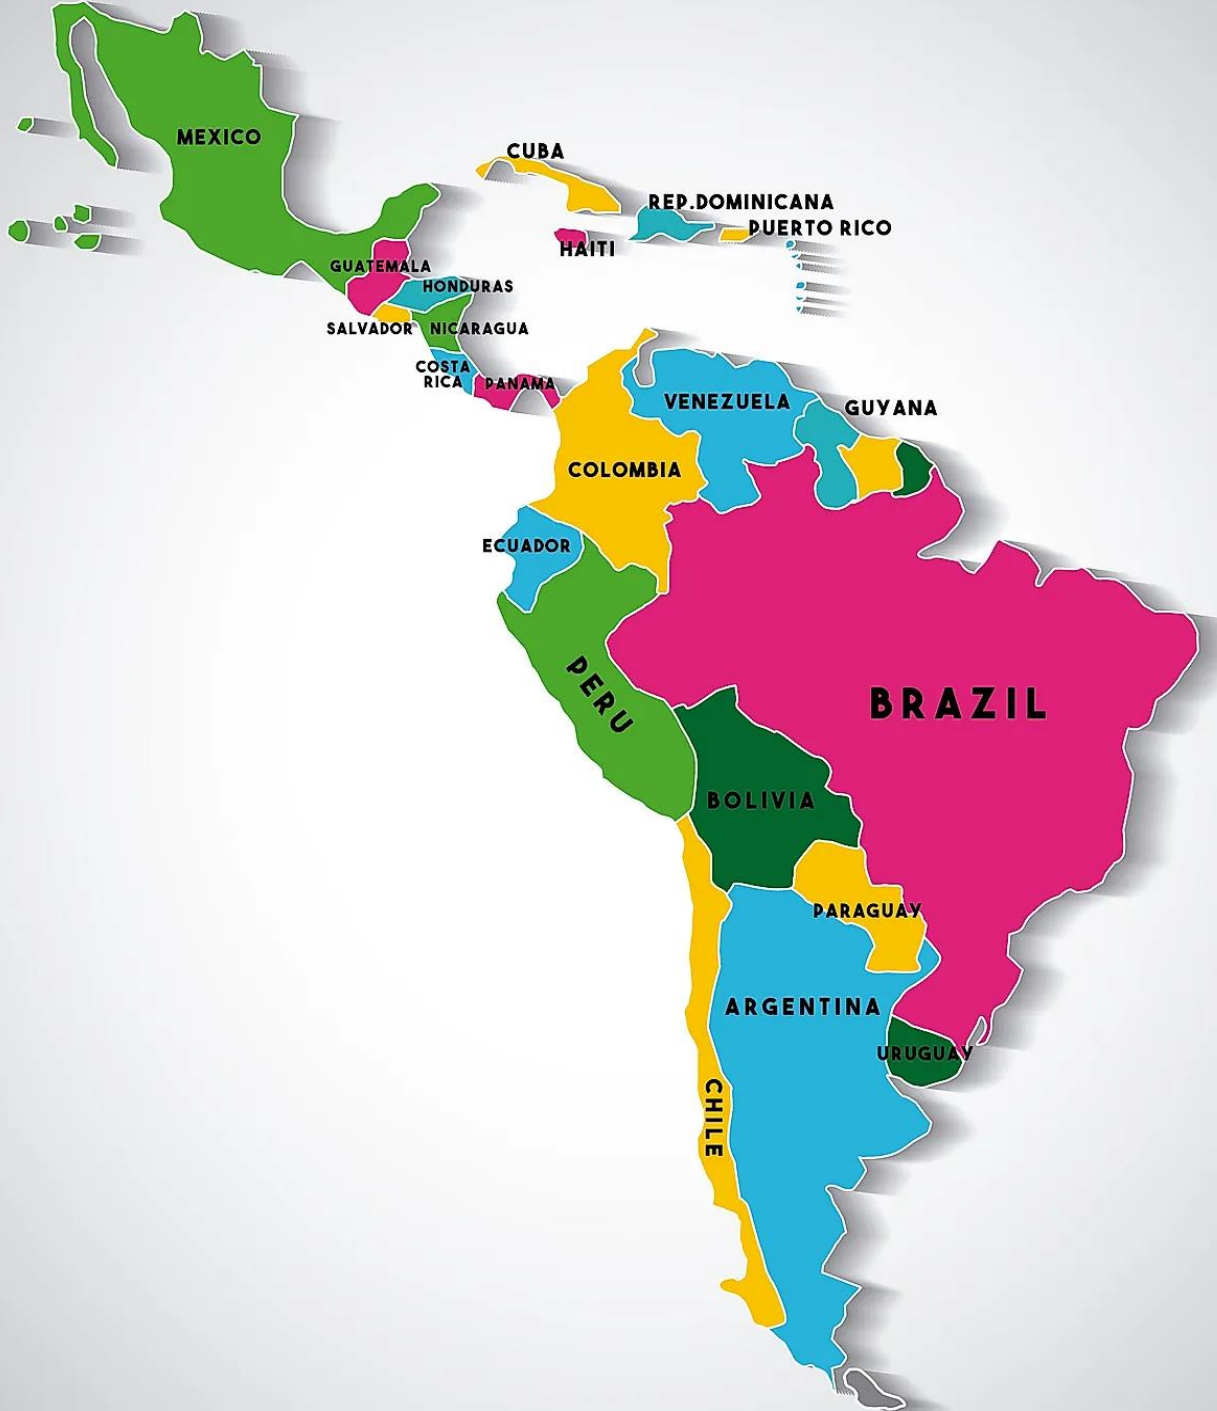 MEXICO
CUBA
REP.DOMINICANA
PUERTO RICO
HAITI
GUATEMALA
HONDURAS
SALVADOR
NICARAGUA
COSTA
RICA
PANAMA
VENEZUELA
GUYANA
COLOMBIA
ECUADOR
PERU
BRAZIL
BOLIVIA
PARAGUAY
ARGENTINA
URUGUAY
CHILE